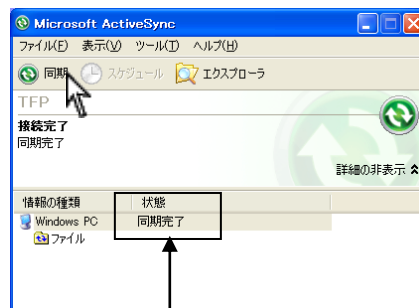 Microsoft ActiveSync
ファイル(F) 表示(V) ツール(T) ヘルプ(H)
同期 スケジュール エクスプローラ
TFP
接続完了
同期完了
詳細の非表示
情報の種類 状態
Windows PC 同期完了
ファイル